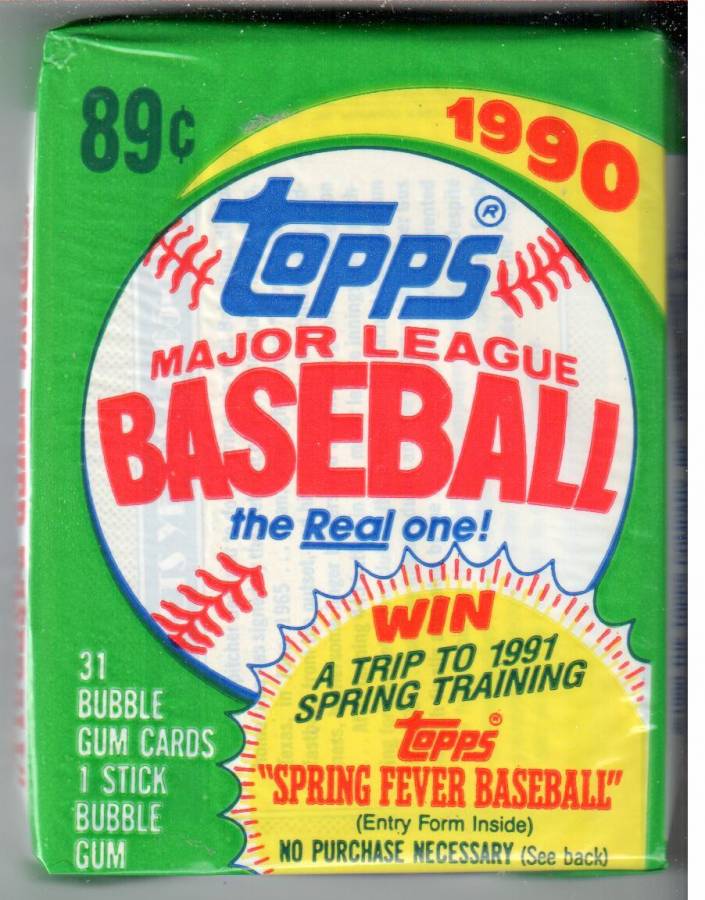 89¢
1990
Topps®
MAJOR LEAGUE
BASEBALL
the Real one!
WIN
A TRIP TO 1991
SPRING TRAINING
Topps®
"SPRING FEVER BASEBALL"
(Entry Form Inside)
NO PURCHASE NECESSARY (See back)
31
BUBBLE
GUM CARDS
1 STICK
BUBBLE
GUM